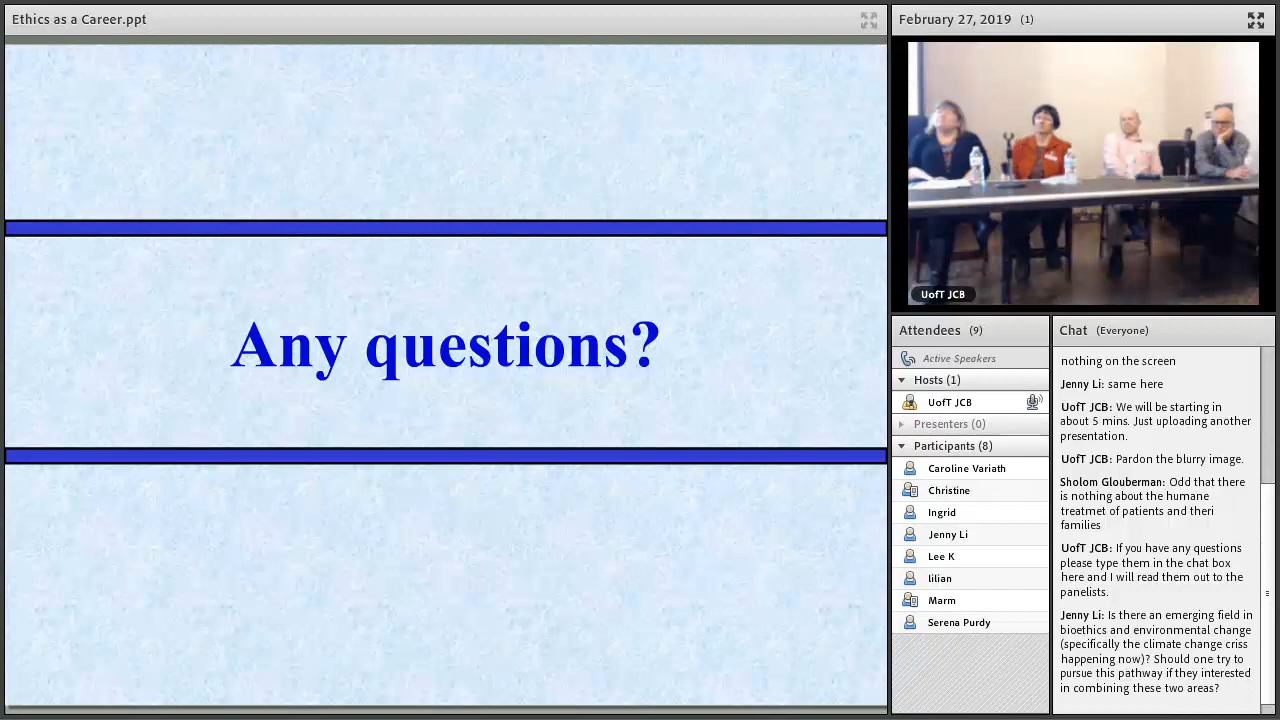 Ethics as a Career.ppt
Any questions?
February 27, 2019 (1)
UofT JCB
Attendees (9)
Active Speakers
Hosts (1)
UofT JCB
Presenters (0)
Participants (8)
Caroline Variath
Christine
Ingrid
Jenny Li
Lee K
lilian
Marm
Serena Purdy
Chat (Everyone)
nothing on the screen
Jenny Li: same here
UofT JCB: We will be starting in
about 5 mins. Just uploading another
presentation.
UofT JCB: Pardon the blurry image.
Sholom Glouberman: Odd that there
is nothing about the humane
treatmet of patients and theri
families
UofT JCB: If you have any questions
please type them in the chat box
here and I will read them out to the
panelists.
Jenny Li: Is there an emerging field in
bioethics and environmental change
(specifically the climate change criss
happening now)? Should one try to
pursue this pathway if they interested
in combining these two areas?